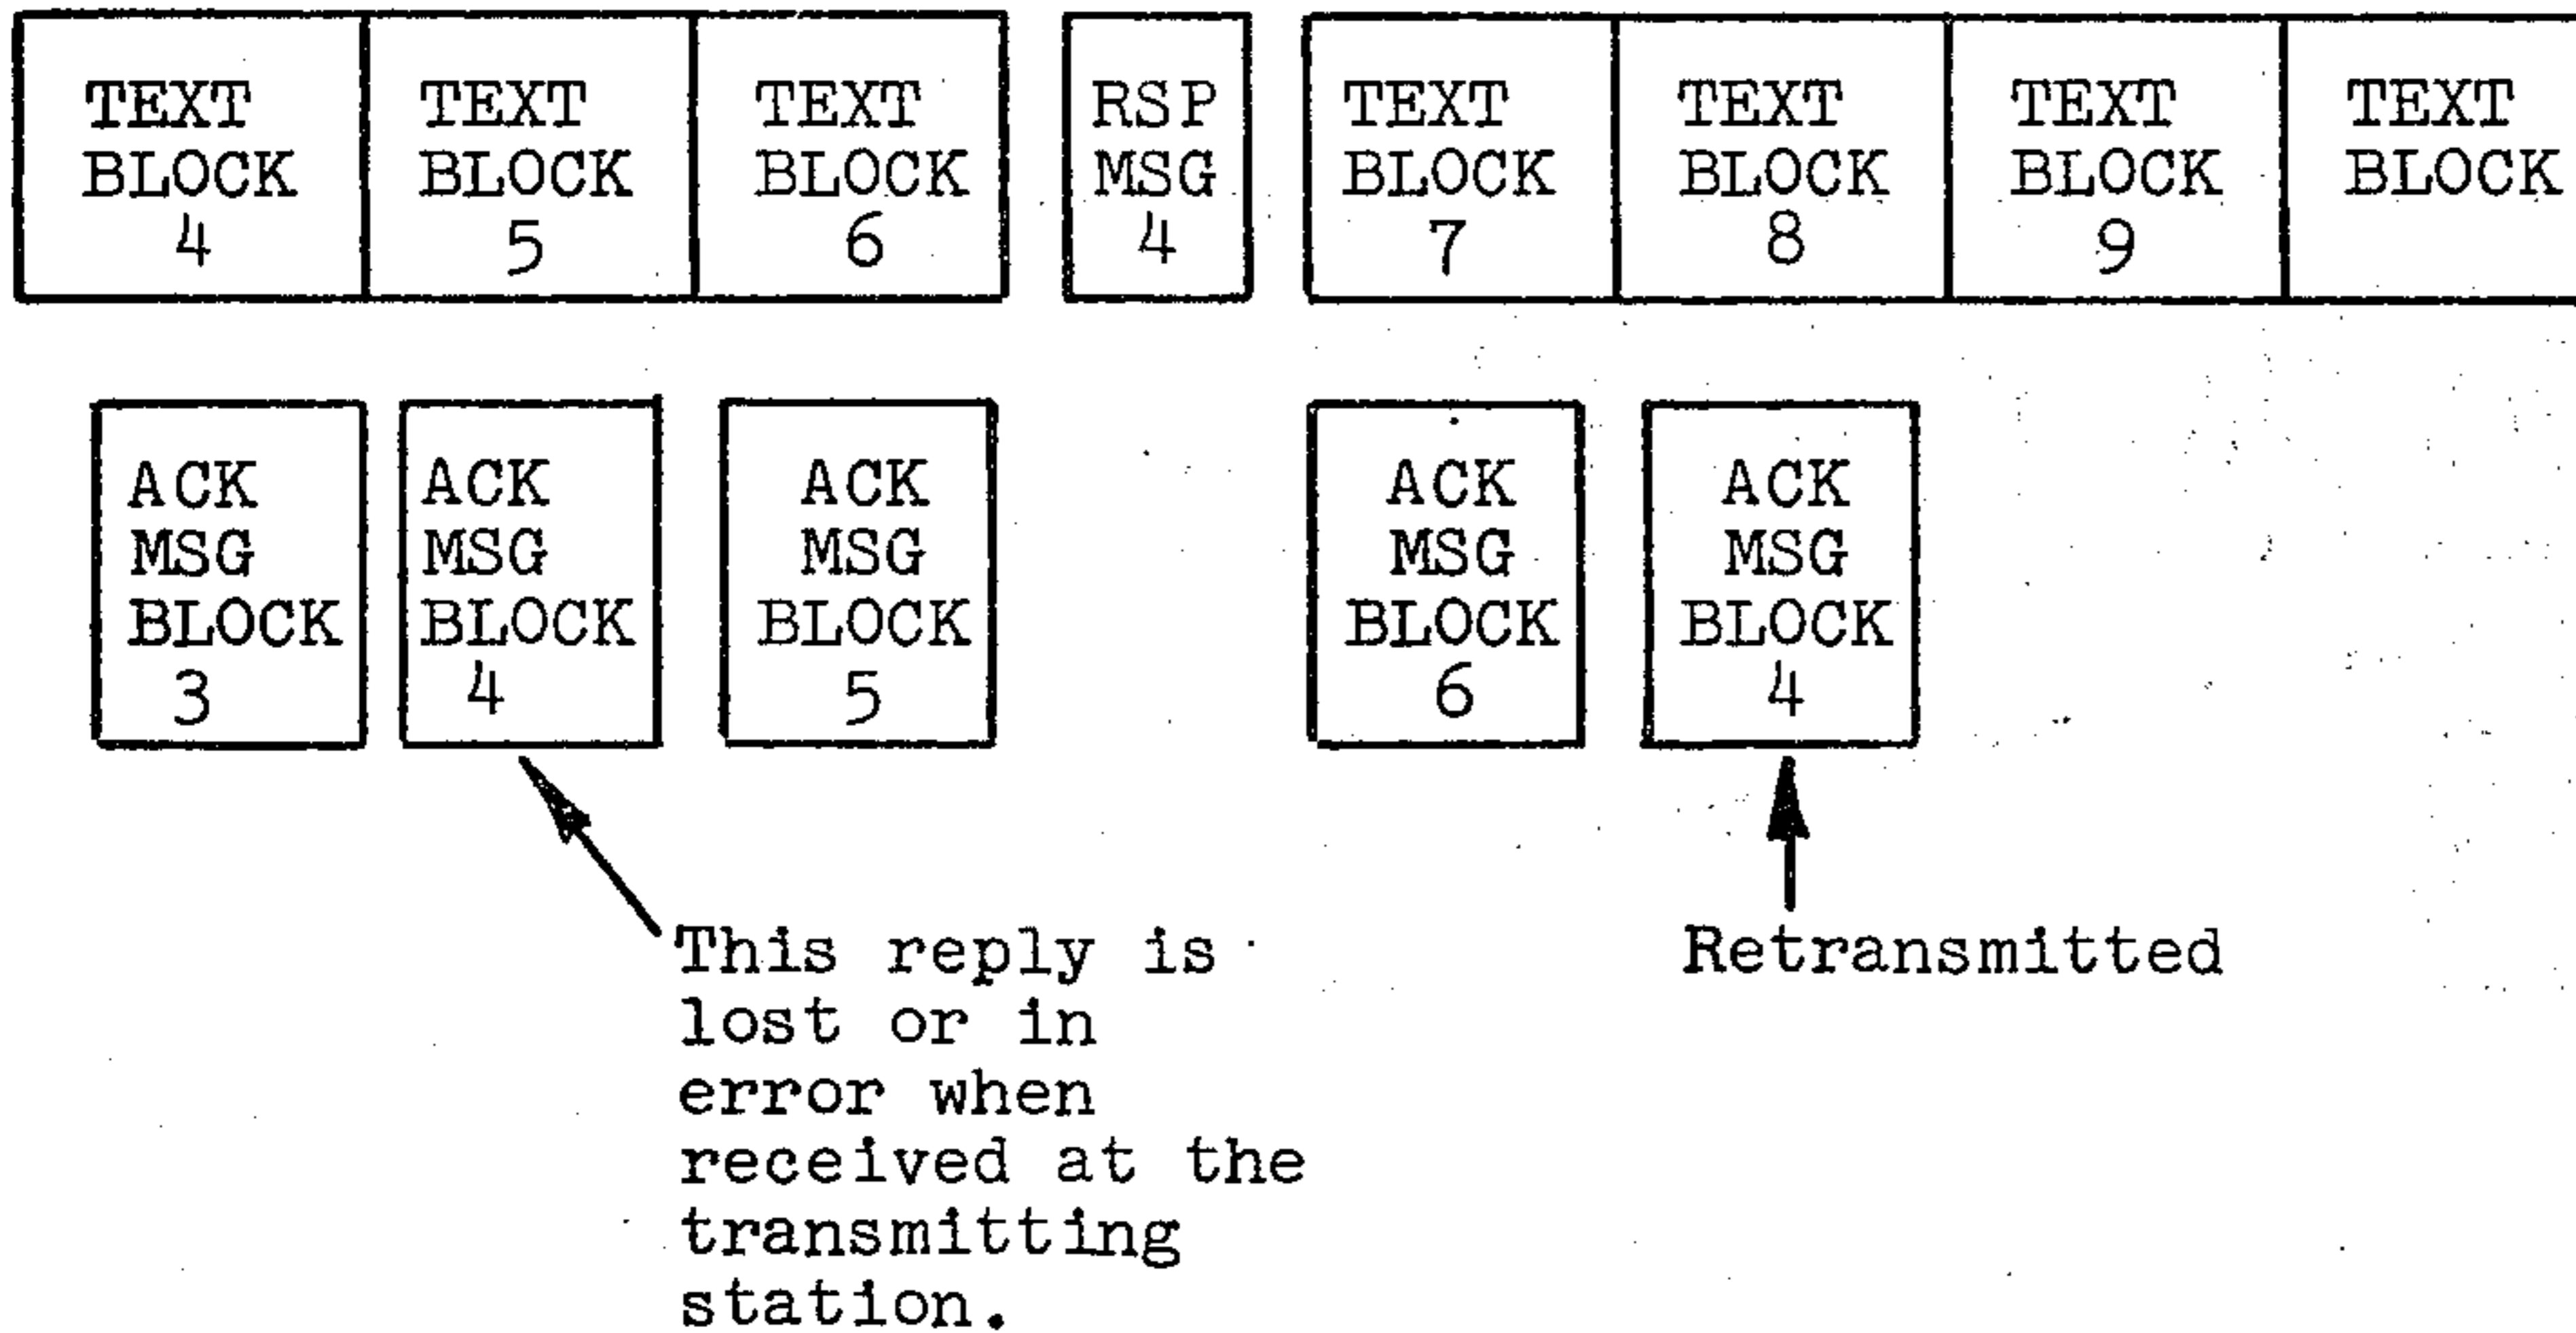 TEXT
BLOCK
4
TEXT
BLOCK
5
TEXT
BLOCK
6
RSP
MSG
4
TEXT
BLOCK
7
TEXT
BLOCK
8
TEXT
BLOCK
9
TEXT
BLOCK
ACK
MSG
BLOCK
3
ACK
MSG
BLOCK
4
ACK
MSG
BLOCK
5
ACK
MSG
BLOCK
6
ACK
MSG
BLOCK
4
This reply is
lost or in
error when
received at the
transmitting
station.
Retransmitted